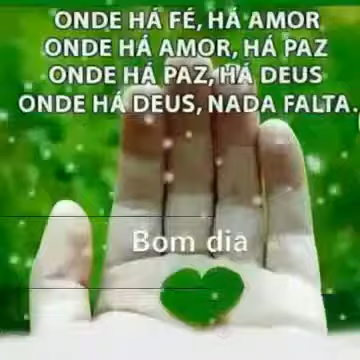 ONDE HÁ FÉ, HÁ AMOR
ONDE HÁ AMOR, HÁ PAZ
ONDE HÁ PAZ, HÁ DEUS
ONDE HÁ DEUS, NADA FALTA.
Bom dia